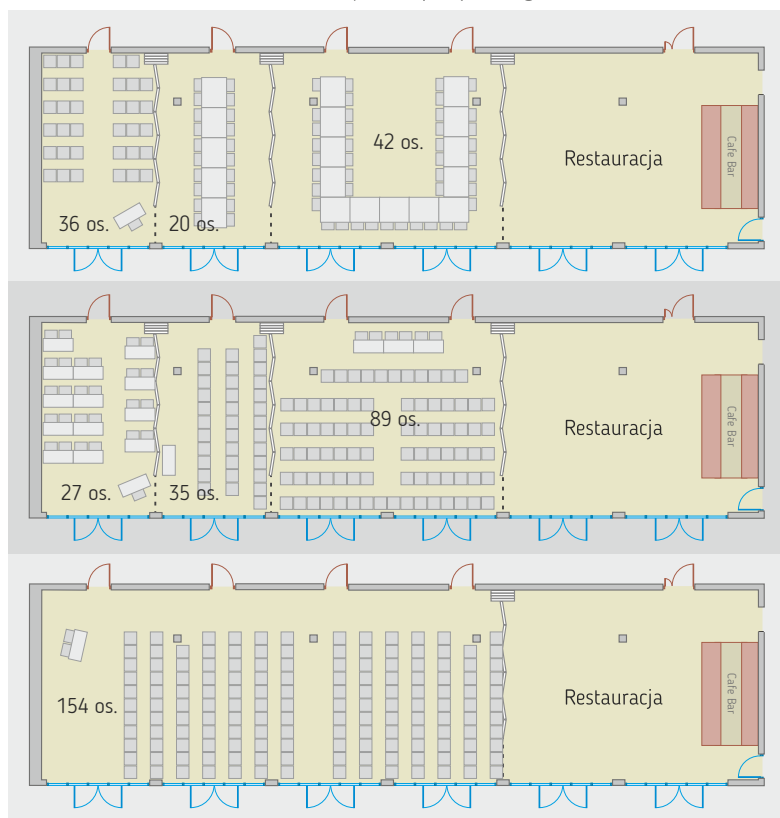 42 os.
Restauracja
Cafe Bar
36 os.
20 os.
89 os.
Restauracja
Cafe Bar
27 os.
35 os.
154 os.
Restauracja
Cafe Bar